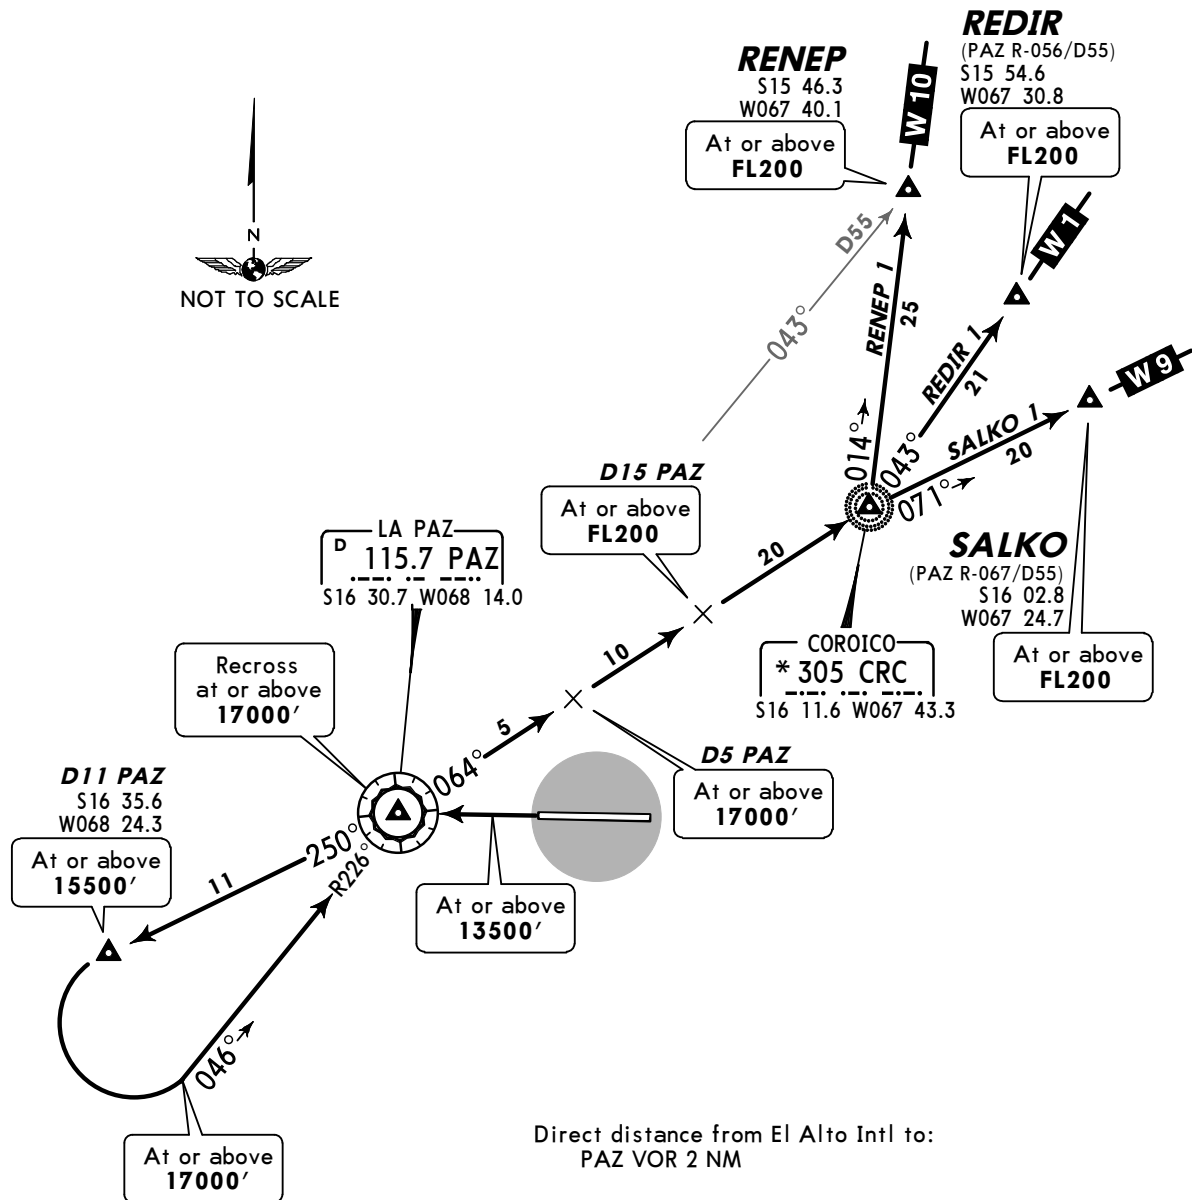 REDIR
(PAZ R-056/D55)
S15 54.6
W067 30.8
At or above
FL200
RENEP
S15 46.3
W067 40.1
At or above
FL200
W 10
W 1
W 9
N
NOT TO SCALE
D55
043°
RENEP 1
25
REDIR 1
21
SALKO 1
20
014°
043°
071°
D15 PAZ
At or above
FL200
LA PAZ
D 115.7 PAZ
S16 30.7 W068 14.0
20
SALKO
(PAZ R-067/D55)
S16 02.8
W067 24.7
At or above
FL200
COROICO
* 305 CRC
S16 11.6 W067 43.3
Recross
at or above
17000'
10
5
064°
D5 PAZ
At or above
17000'
D11 PAZ
S16 35.6
W068 24.3
At or above
15500'
250°
R226°
11
At or above
13500'
046°
At or above
17000'
Direct distance from El Alto Intl to:
PAZ VOR 2 NM